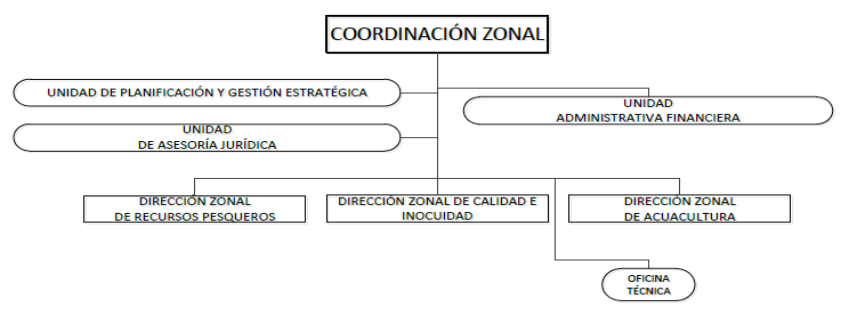 COORDINACIÓN ZONAL
UNIDAD DE PLANIFICACIÓN Y GESTIÓN ESTRATÉGICA
UNIDAD
ADMINISTRATIVA FINANCIERA
UNIDAD
DE ASESORÍA JURÍDICA
DIRECCIÓN ZONAL
DE RECURSOS PESQUEROS
DIRECCIÓN ZONAL DE CALIDAD E
INOCUIDAD
DIRECCIÓN ZONAL
DE ACUACULTURA
OFICINA
TÉCNICA